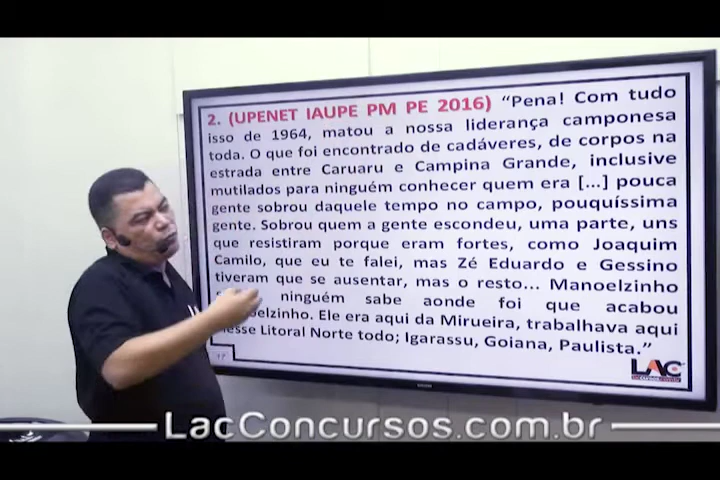 2. (UPENET IAUPE PM PE 2016) “Pena! Com tudo
isso de 1964, matou a nossa liderança camponesa
toda. O que foi encontrado de cadáveres, de corpos na
estrada entre Caruaru e Campina Grande, inclusive
mutilados para ninguém conhecer quem era [...] pouca
gente sobrou daquele tempo no campo, pouquíssima
gente. Sobrou quem a gente escondeu, uma parte, uns
que resistiram porque eram fortes, como Joaquim
Camilo, que eu te falei, mas Zé Eduardo e Gessino
tiveram que se ausentar, mas o resto... Manoelzinho
ninguém sabe aonde foi que acabou
elzinho. Ele era aqui da Mirueira, trabalhava aqui
esse Litoral Norte todo; Igarassu, Goiana, Paulista.”
17
LAC
LacConcursos.com.br